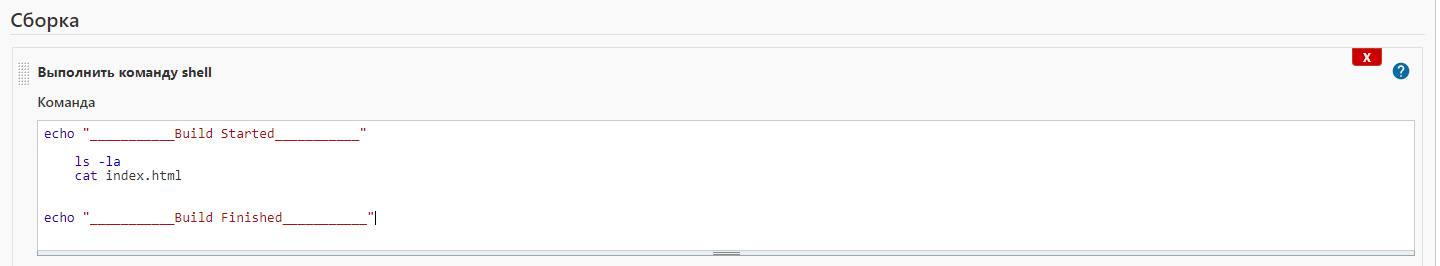 Сборка
X
Выполнить команду shell
?
Команда
echo "___________Build Started___________"
ls -la
cat index.html
echo "___________Build Finished___________"